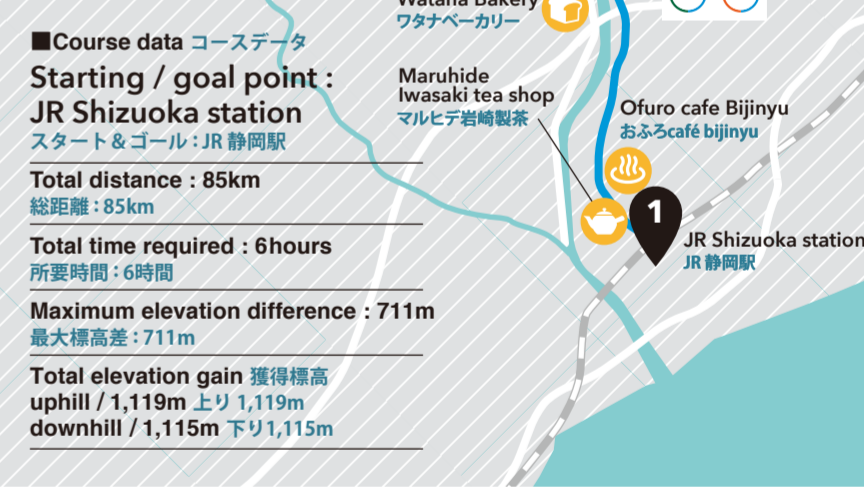 ■Course data コースデータ
Starting / goal point :
JR Shizuoka station
スタート＆ゴール：JR 静岡駅
Total distance : 85km
総距離：85km
Total time required : 6hours
所要時間：6時間
Maximum elevation difference : 711m
最大標高差：711m
Total elevation gain 獲得標高
uphill / 1,119m 上り 1,119m
downhill / 1,115m 下り1,115m
Watana Bakery
ワタナベーカリー
Maruhide
Iwasaki tea shop
マルヒデ岩崎製茶
Ofuro cafe Bijinyu
おふろcafé bijinyu
1
JR Shizuoka station
JR 静岡駅